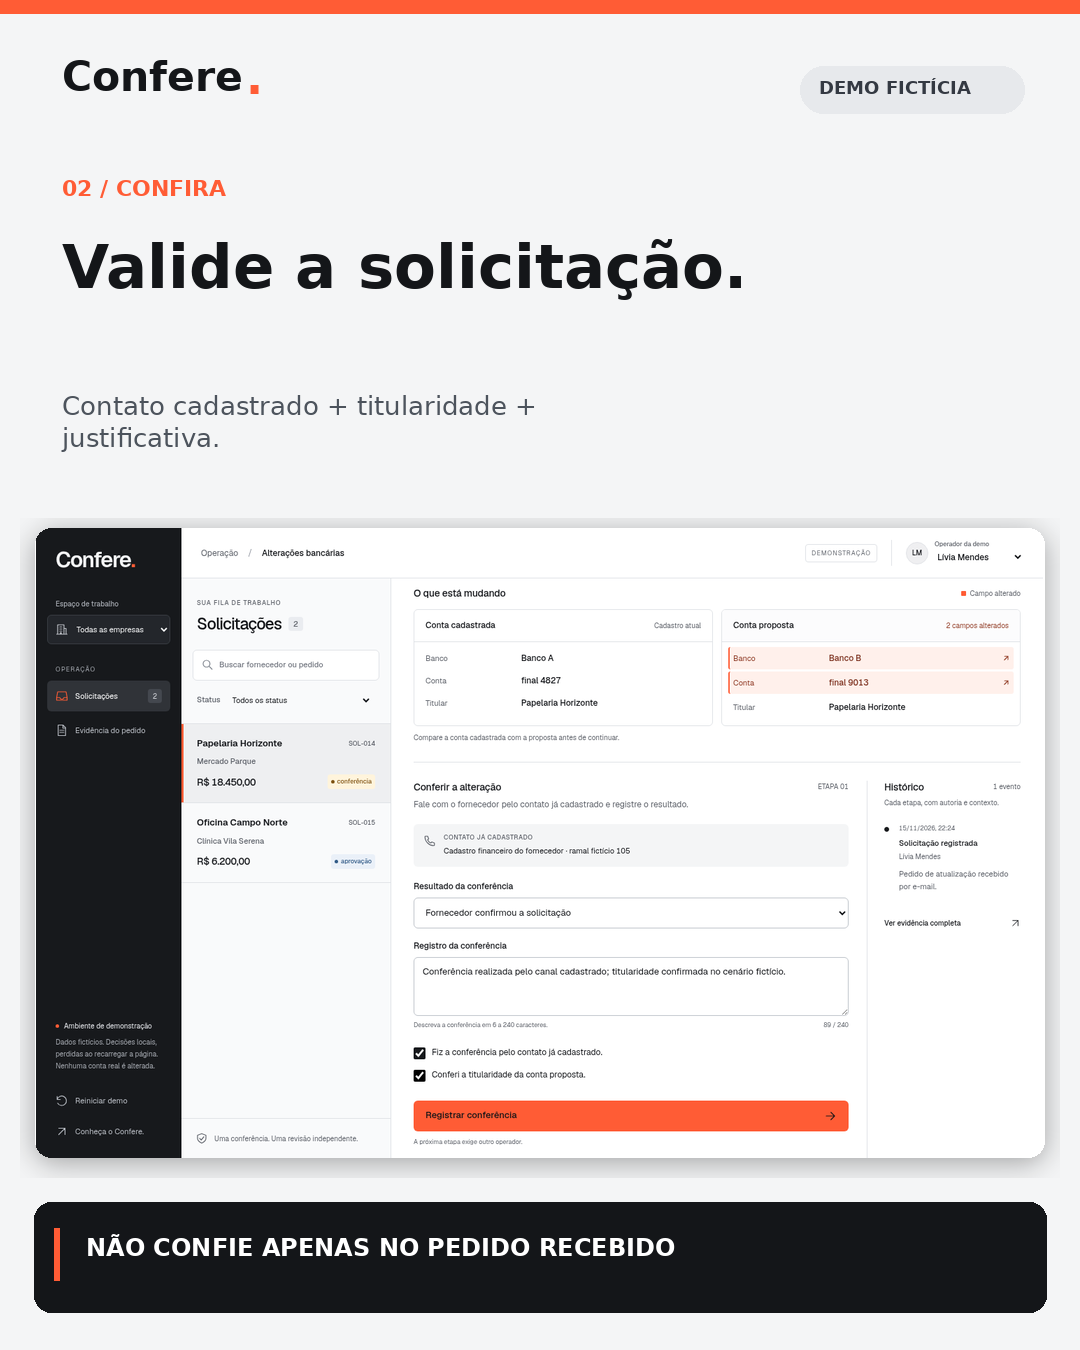 Confere.
DEMO FICTÍCIA
02 / CONFIRA
Valide a solicitação.
Contato cadastrado + titularidade +
justificativa.
Confere.
Espaço de trabalho
Todas as empresas
OPERAÇÃO
Solicitações 2
Evidência do pedido
Ambiente de demonstração
Dados fictícios. Decisões locais,
perdidas ao recarregar a página.
Nenhuma conta real é alterada.
Reiniciar demo
Conheça o Confere.
Operação / Alterações bancárias
DEMONSTRAÇÃO
LM
Operador da demo
Lívia Mendes
SUA FILA DE TRABALHO
Solicitações 2
Buscar fornecedor ou pedido
Status Todos os status
Papelaria Horizonte SOL-014
Mercado Parque
R$ 18.450,00 conferência
Oficina Campo Norte SOL-015
Clínica Vila Serena
R$ 6.200,00 aprovação
Uma conferência. Uma revisão independente.
O que está mudando
Campo alterado
Conta cadastrada Cadastro atual
Banco Banco A
Conta final 4827
Titular Papelaria Horizonte
Conta proposta 2 campos alterados
Banco Banco B
Conta final 9013
Titular Papelaria Horizonte
Compare a conta cadastrada com a proposta antes de continuar.
Conferir a alteração ETAPA 01
Fale com o fornecedor pelo contato já cadastrado e registre o resultado.
CONTATO JÁ CADASTRADO
Cadastro financeiro do fornecedor · ramal fictício 105
Resultado da conferência
Fornecedor confirmou a solicitação
Registro da conferência
Conferência realizada pelo canal cadastrado; titularidade confirmada no cenário fictício.
Descreva a conferência em 6 a 240 caracteres. 89 / 240
Fiz a conferência pelo contato já cadastrado.
Conferi a titularidade da conta proposta.
Registrar conferência
A próxima etapa exige outro operador.
Histórico 1 evento
Cada etapa, com autoria e contexto.
15/11/2026, 22:24
Solicitação registrada
Lívia Mendes
Pedido de atualização recebido
por e-mail.
Ver evidência completa
NÃO CONFIE APENAS NO PEDIDO RECEBIDO